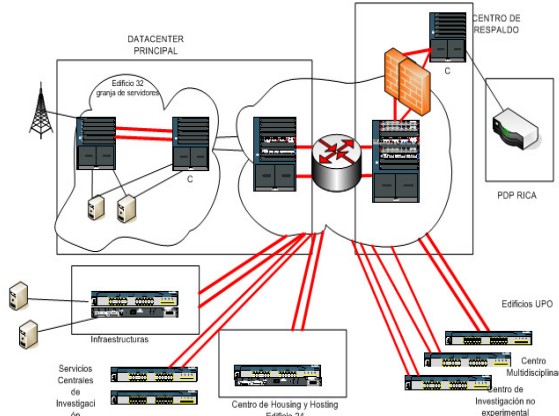 DATACENTER
PRINCIPAL
CENTRO DE
RESPALDO
Edificio 32
granja de servidores
C
C
PDP RICA
Infraestructuras
Edificios UPO
Servicios
Centrales
de
Investigaci
ón
Centro de Housing y Hosting
Edificio 24
Centro
Multidisciplinar
Centro de
Investigación no
experimental